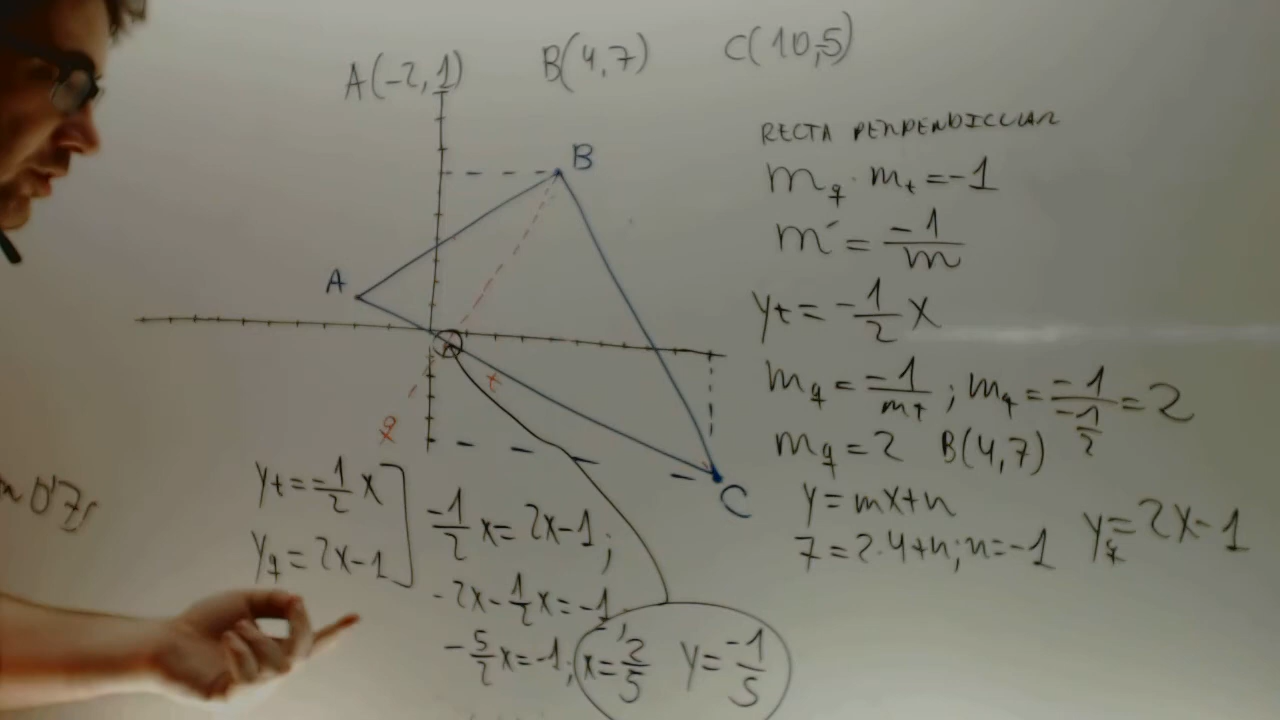 A(-2,1) B(4,7) C(10,-5)
RECTA PERPENDICULAR
m_q · m_t = -1
m´ = -1/m
B
A
y_t = -1/2 x
m_q = -1/m_t ; m_q = -1/(-1/2) = 2
t
q
m_q = 2 B(4,7)
C
y = mx+n
7 = 2·4+n; n=-1 y_q = 2x-1
y_t = -1/2 x
y_q = 2x-1
-1/2 x = 2x-1;
-2x - 1/2 x = -1;
-5/2 x = -1; x = 2/5 y = -1/5